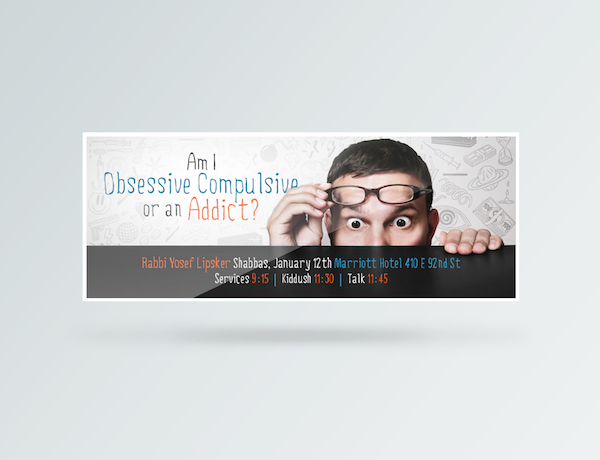 Am I
Obsessive Compulsive
or an Addict?
Rabbi Yosef Lipsker Shabbas, January 12th Marriott Hotel 410 E 92nd St
Services 9:15 | Kiddush 11:30 | Talk 11:45